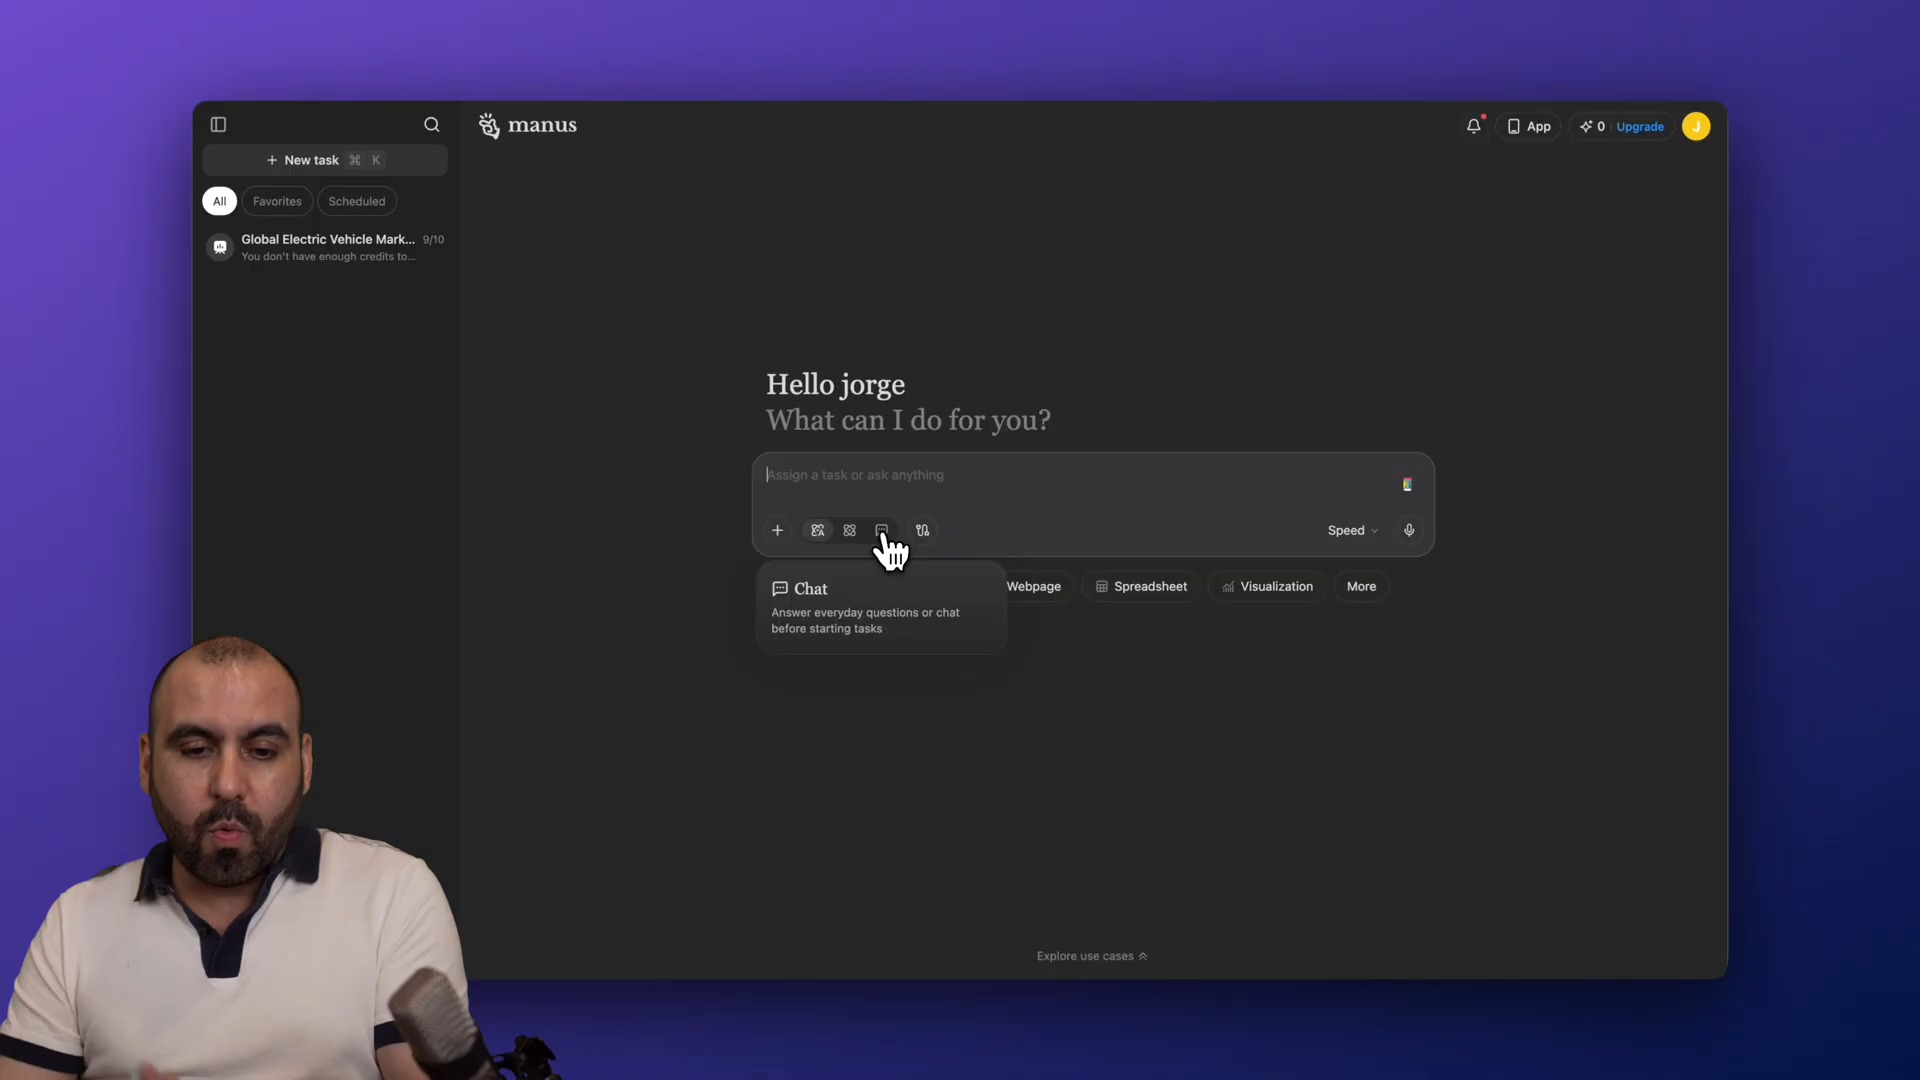 manus
App
0 Upgrade
J
+ New task ⌘ K
All
Favorites
Scheduled
Global Electric Vehicle Mark... 9/10
You don't have enough credits to...
Hello jorge
What can I do for you?
Assign a task or ask anything
Speed
Chat
Answer everyday questions or chat
before starting tasks
Webpage
Spreadsheet
Visualization
More
Explore use cases